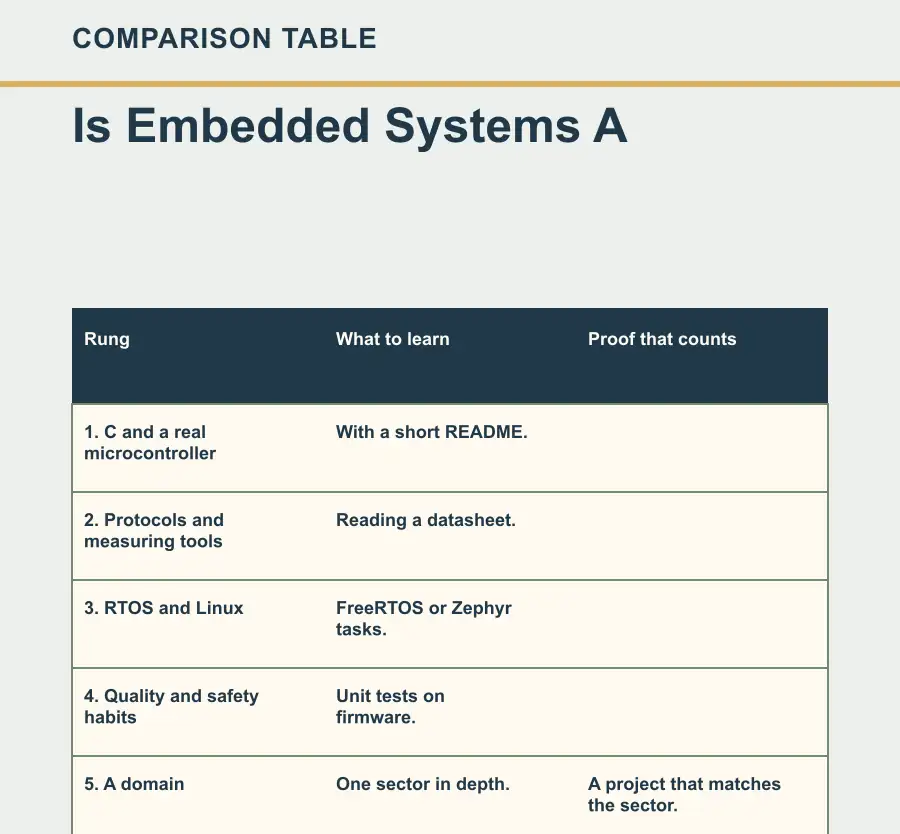 COMPARISON TABLE
Is Embedded Systems A
Rung
What to learn
Proof that counts
1. C and a real
microcontroller
With a short README.
2. Protocols and
measuring tools
Reading a datasheet.
3. RTOS and Linux
FreeRTOS or Zephyr
tasks.
4. Quality and safety
habits
Unit tests on
firmware.
5. A domain
One sector in depth.
A project that matches
the sector.